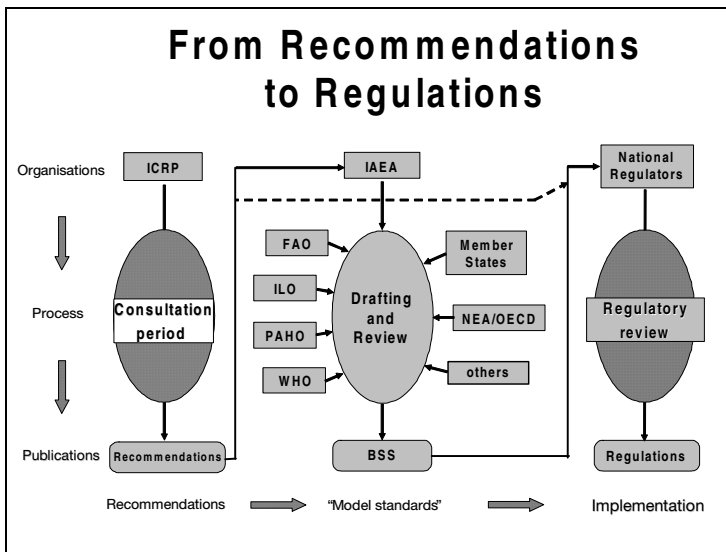 From Recommendations
to Regulations
Organisations
ICRP
IAEA
National
Regulators
FAO
Member
States
ILO
Process
Consultation
period
Drafting
and
Review
NEA/OECD
Regulatory
review
PAHO
WHO
others
Publications
Recommendations
BSS
Regulations
Recommendations
“Model standards”
Implementation